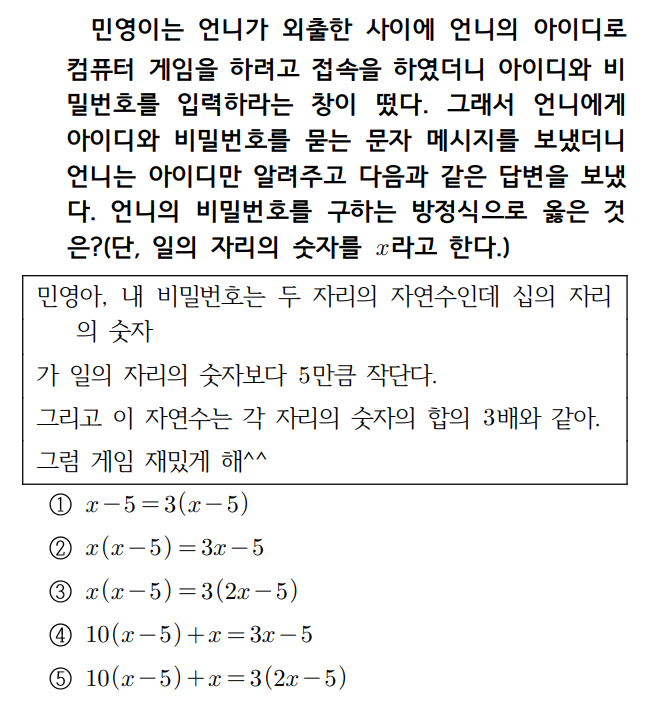 민영이는 언니가 외출한 사이에 언니의 아이디로
컴퓨터 게임을 하려고 접속을 하였더니 아이디와 비
밀번호를 입력하라는 창이 떴다. 그래서 언니에게
아이디와 비밀번호를 묻는 문자 메시지를 보냈더니
언니는 아이디만 알려주고 다음과 같은 답변을 보냈
다. 언니의 비밀번호를 구하는 방정식으로 옳은 것
은?(단, 일의 자리의 숫자를 x라고 한다.)
민영아, 내 비밀번호는 두 자리의 자연수인데 십의 자리
의 숫자
가 일의 자리의 숫자보다 5만큼 작단다.
그리고 이 자연수는 각 자리의 숫자의 합의 3배와 같아.
그럼 게임 재밌게 해^^
① x-5=3(x-5)
② x(x-5)=3x-5
③ x(x-5)=3(2x-5)
④ 10(x-5)+x=3x-5
⑤ 10(x-5)+x=3(2x-5)